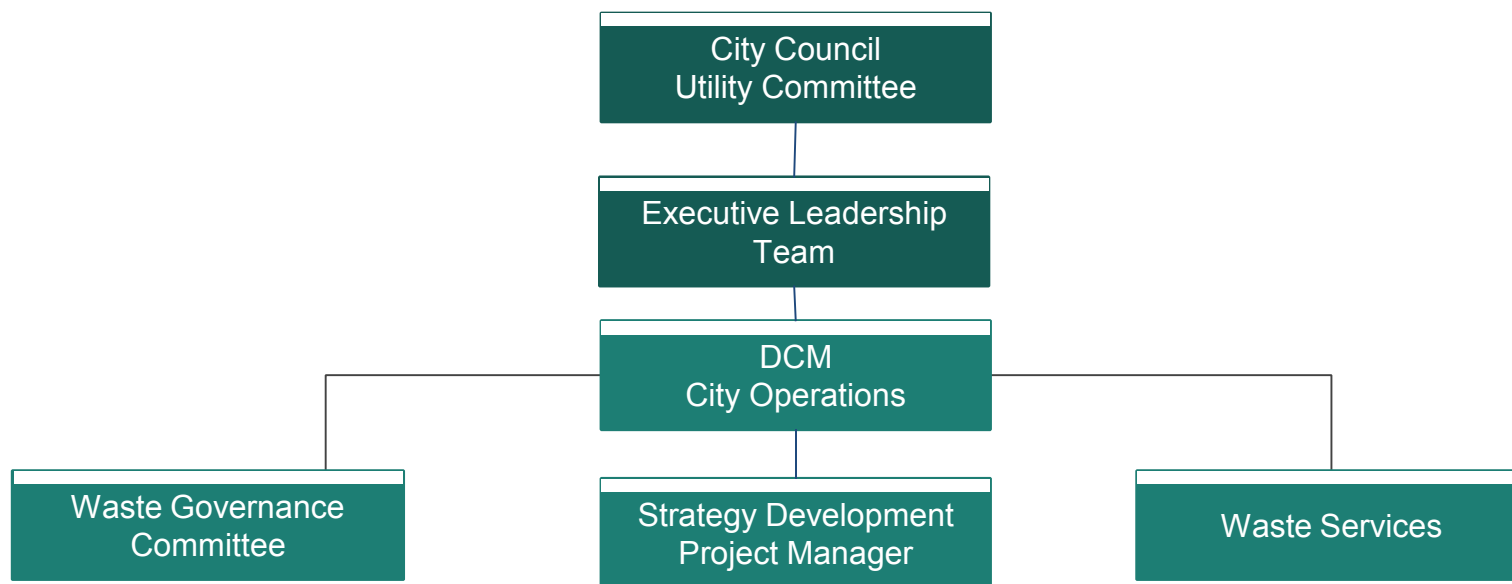 City Council
Utility Committee
Executive Leadership
Team
DCM
City Operations
Waste Governance
Committee
Strategy Development
Project Manager
Waste Services